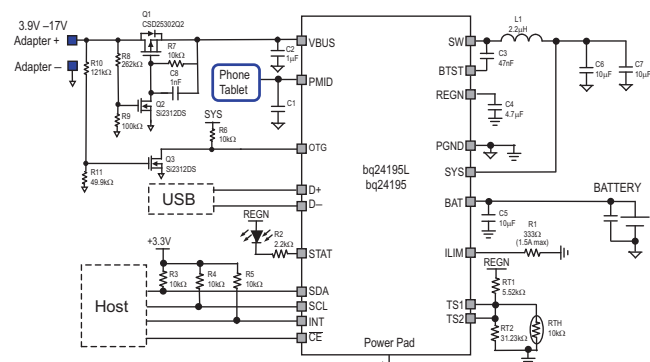 3.9V –17V
Adapter +
Adapter –
Q1
CSD25302Q2
R10
121kΩ
R8
262kΩ
R7
10kΩ
C8
1nF
Q2
Si2312DS
R9
100kΩ
Q3
Si2312DS
R11
49.9kΩ
C2
1µF
Phone
Tablet
C1
SYS
R6
10kΩ
USB
REGN
R2
2.2kΩ
+3.3V
R3
10kΩ
R4
10kΩ
R5
10kΩ
Host
VBUS
PMID
OTG
D+
D–
STAT
SDA
SCL
INT
CE
bq24195L
bq24195
Power Pad
SW
BTST
REGN
PGND
SYS
BAT
ILIM
TS1
TS2
L1
2.2µH
C3
47nF
C6
10µF
C7
10µF
C4
4.7µF
BATTERY
C5
10µF
R1
333Ω
(1.5A max)
REGN
RT1
5.52kΩ
RT2
31.23kΩ
RTH
10kΩ